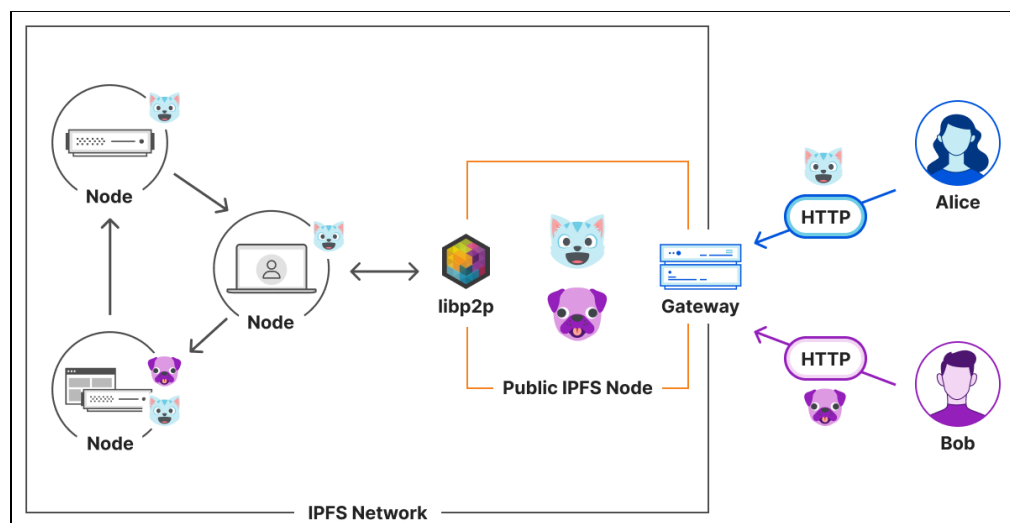 Node
Node
Node
libp2p
Gateway
Public IPFS Node
IPFS Network
HTTP
Alice
HTTP
Bob